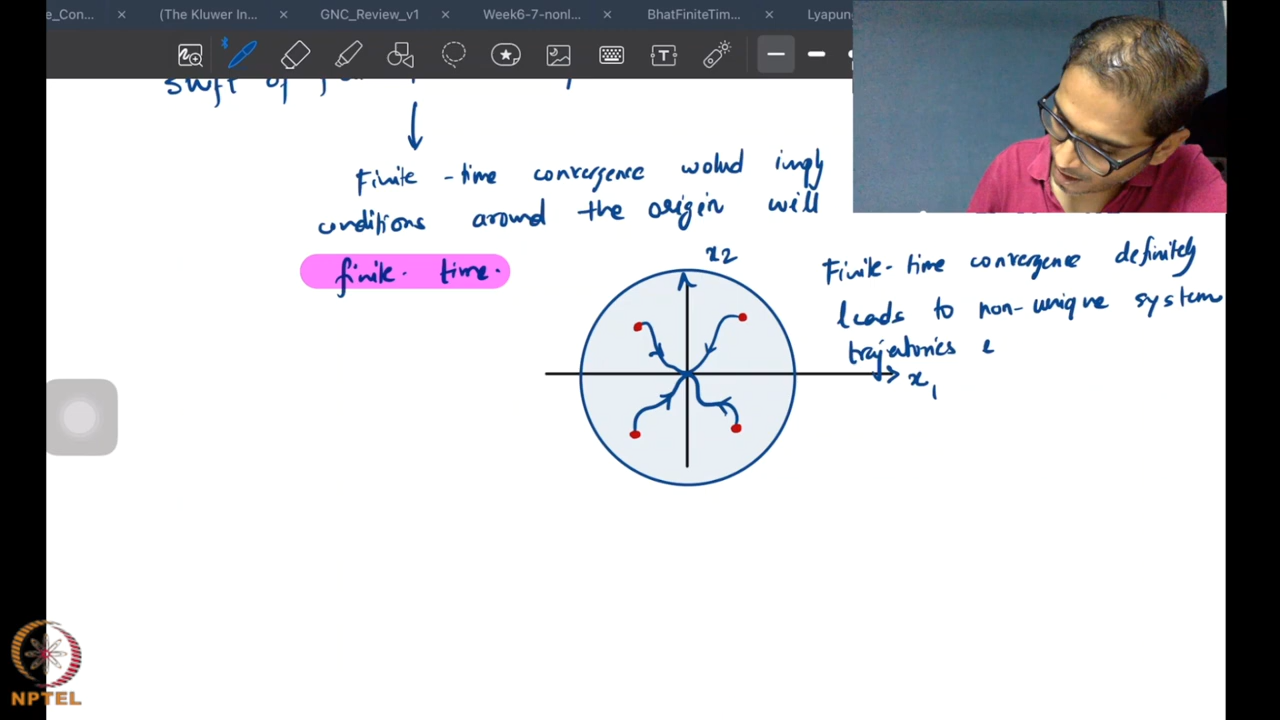 e_Con...
(The Kluwer In...
GNC_Review_v1
Week6-7-nonl...
BhatFiniteTim...
Lyapun
Finite-time convergence wolud imply
conditions around the origin will
finite. time.
x2
Finite-time convergence definitely
leads to non-unique system
trajectories e
x1
NPTEL